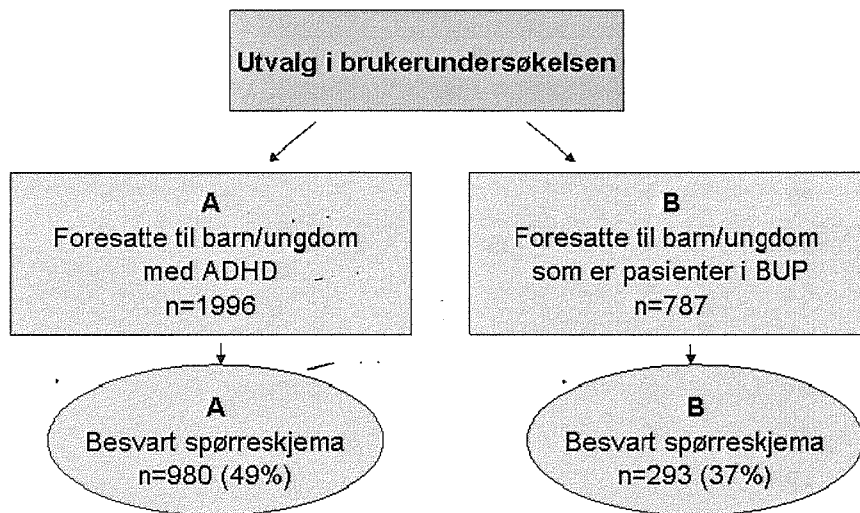 Utvalg i brukerundersøkelsen
A
Foresatte til barn/ungdom
med ADHD
n=1996
B
Foresatte til barn/ungdom
som er pasienter i BUP
n=787
A
Besvart spørreskjema
n=980 (49%)
B
Besvart spørreskjema
n=293 (37%)